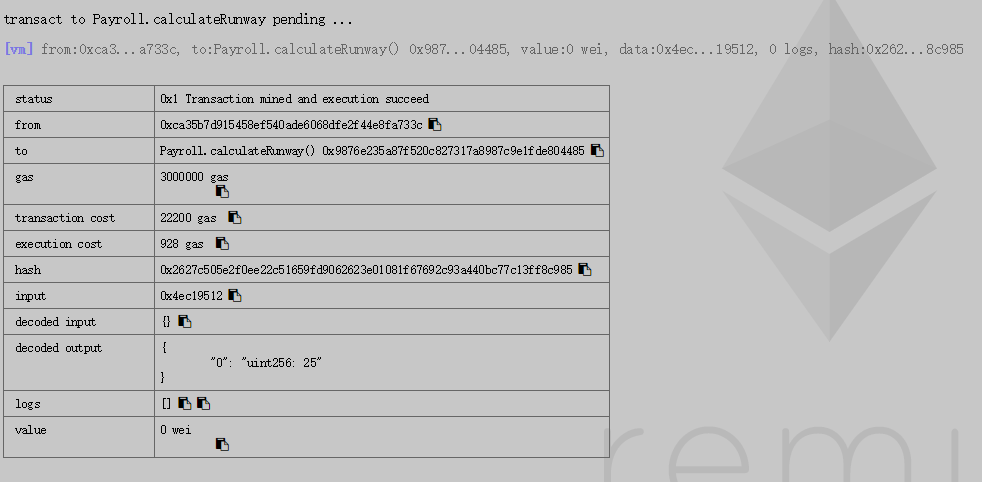 transact to Payroll.calculateRunway pending ...
[vm] from:0xca3...a733c, to:Payroll.calculateRunway() 0x987...04485, value:0 wei, data:0x4ec...19512, 0 logs, hash:0x262...8c985
status 0x1 Transaction mined and execution succeed
from 0xca35b7d915458ef540ade6068dfe2f44e8fa733c
to Payroll.calculateRunway() 0x9876e235a87f520c827317a8987c9e1fde804485
gas 3000000 gas
transaction cost 22200 gas
execution cost 928 gas
hash 0x2627c505e2f0ee22c51659fd9062623e01081f67692c93a440bc77c13ff8c985
input 0x4ec19512
decoded input {}
decoded output {
"0": "uint256: 25"
}
logs []
value 0 wei
remi